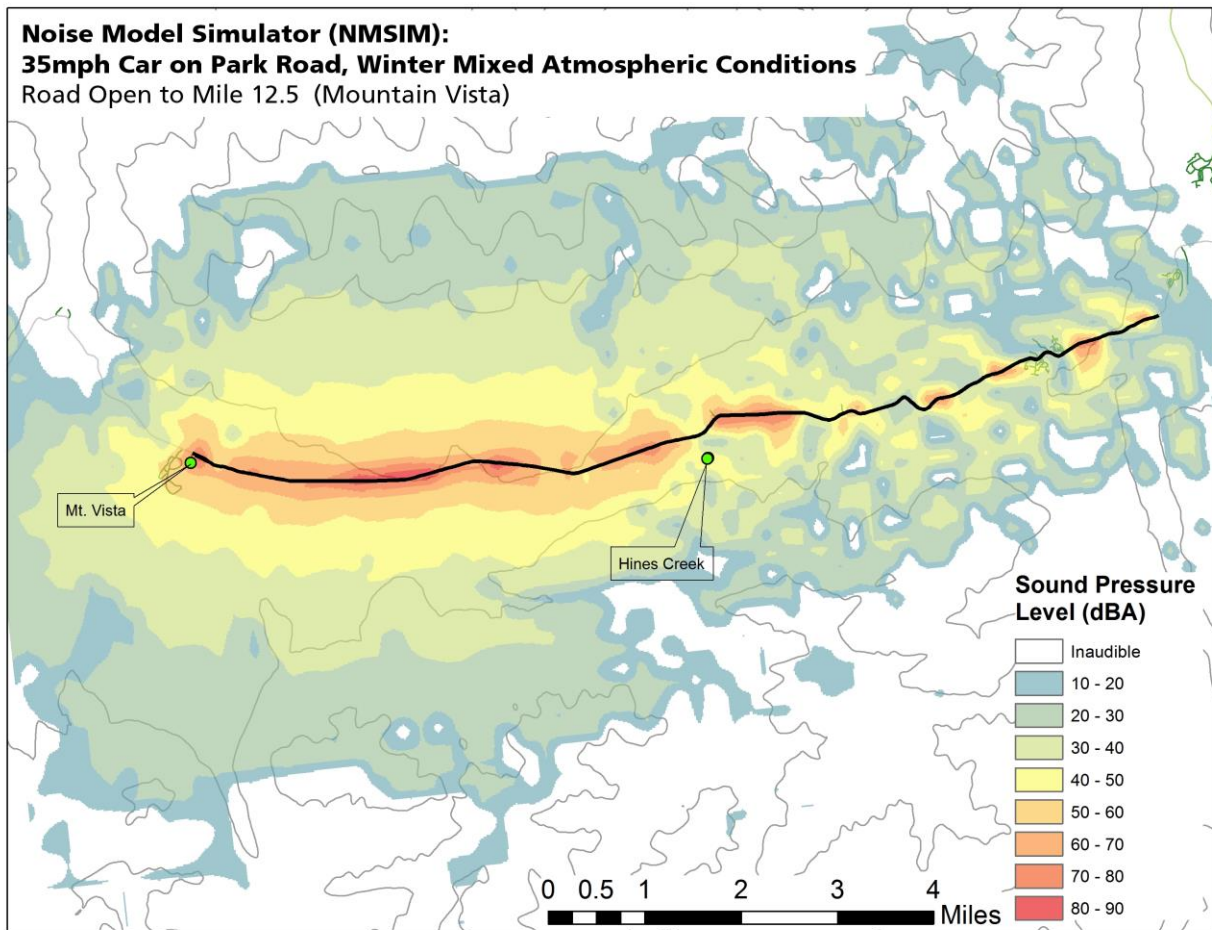 Noise Model Simulator (NMSIM):
35mph Car on Park Road, Winter Mixed Atmospheric Conditions
Road Open to Mile 12.5 (Mountain Vista)
Mt. Vista
Hines Creek
Sound Pressure
Level (dBA)
Inaudible
10 - 20
20 - 30
30 - 40
40 - 50
50 - 60
60 - 70
70 - 80
80 - 90
0 0.5 1 2 3 4
Miles